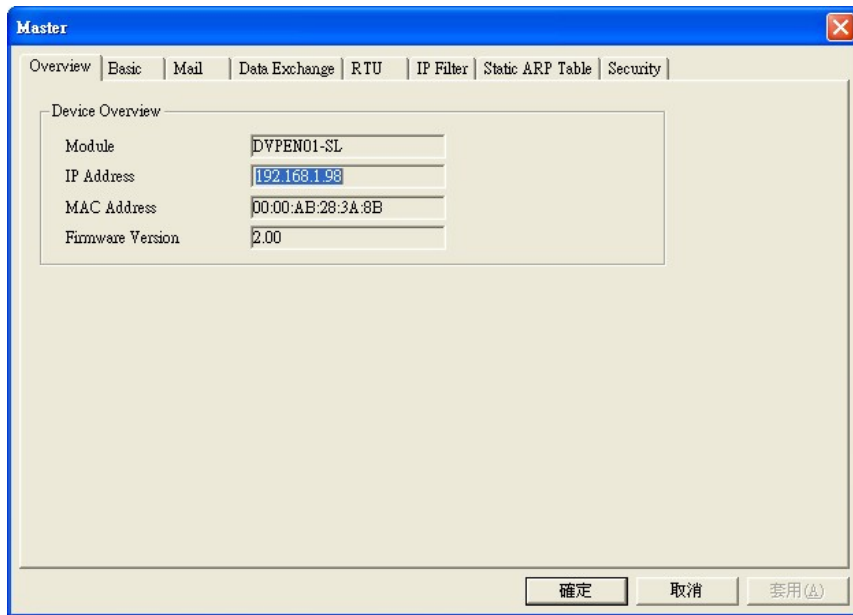 Master
Overview Basic Mail Data Exchange RTU IP Filter Static ARP Table Security
Device Overview
Module DVPEN01-SL
IP Address 192.168.1.98
MAC Address 00:00:AB:28:3A:8B
Firmware Version 2.00
確定 取消 套用(A)